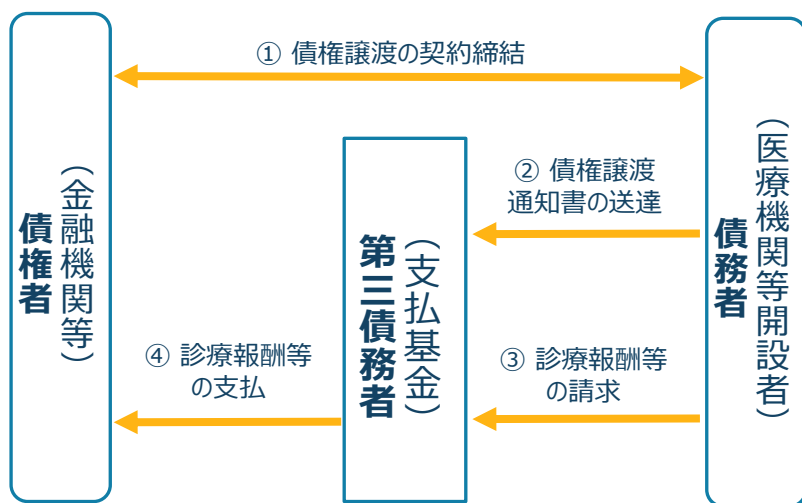 ① 債権譲渡の契約締結
債権者
（金融機関等）
② 債権譲渡
通知書の送達
第三債務者
（支払基金）
債務者
（医療機関等開設者）
④ 診療報酬等
の支払
③ 診療報酬等
の請求